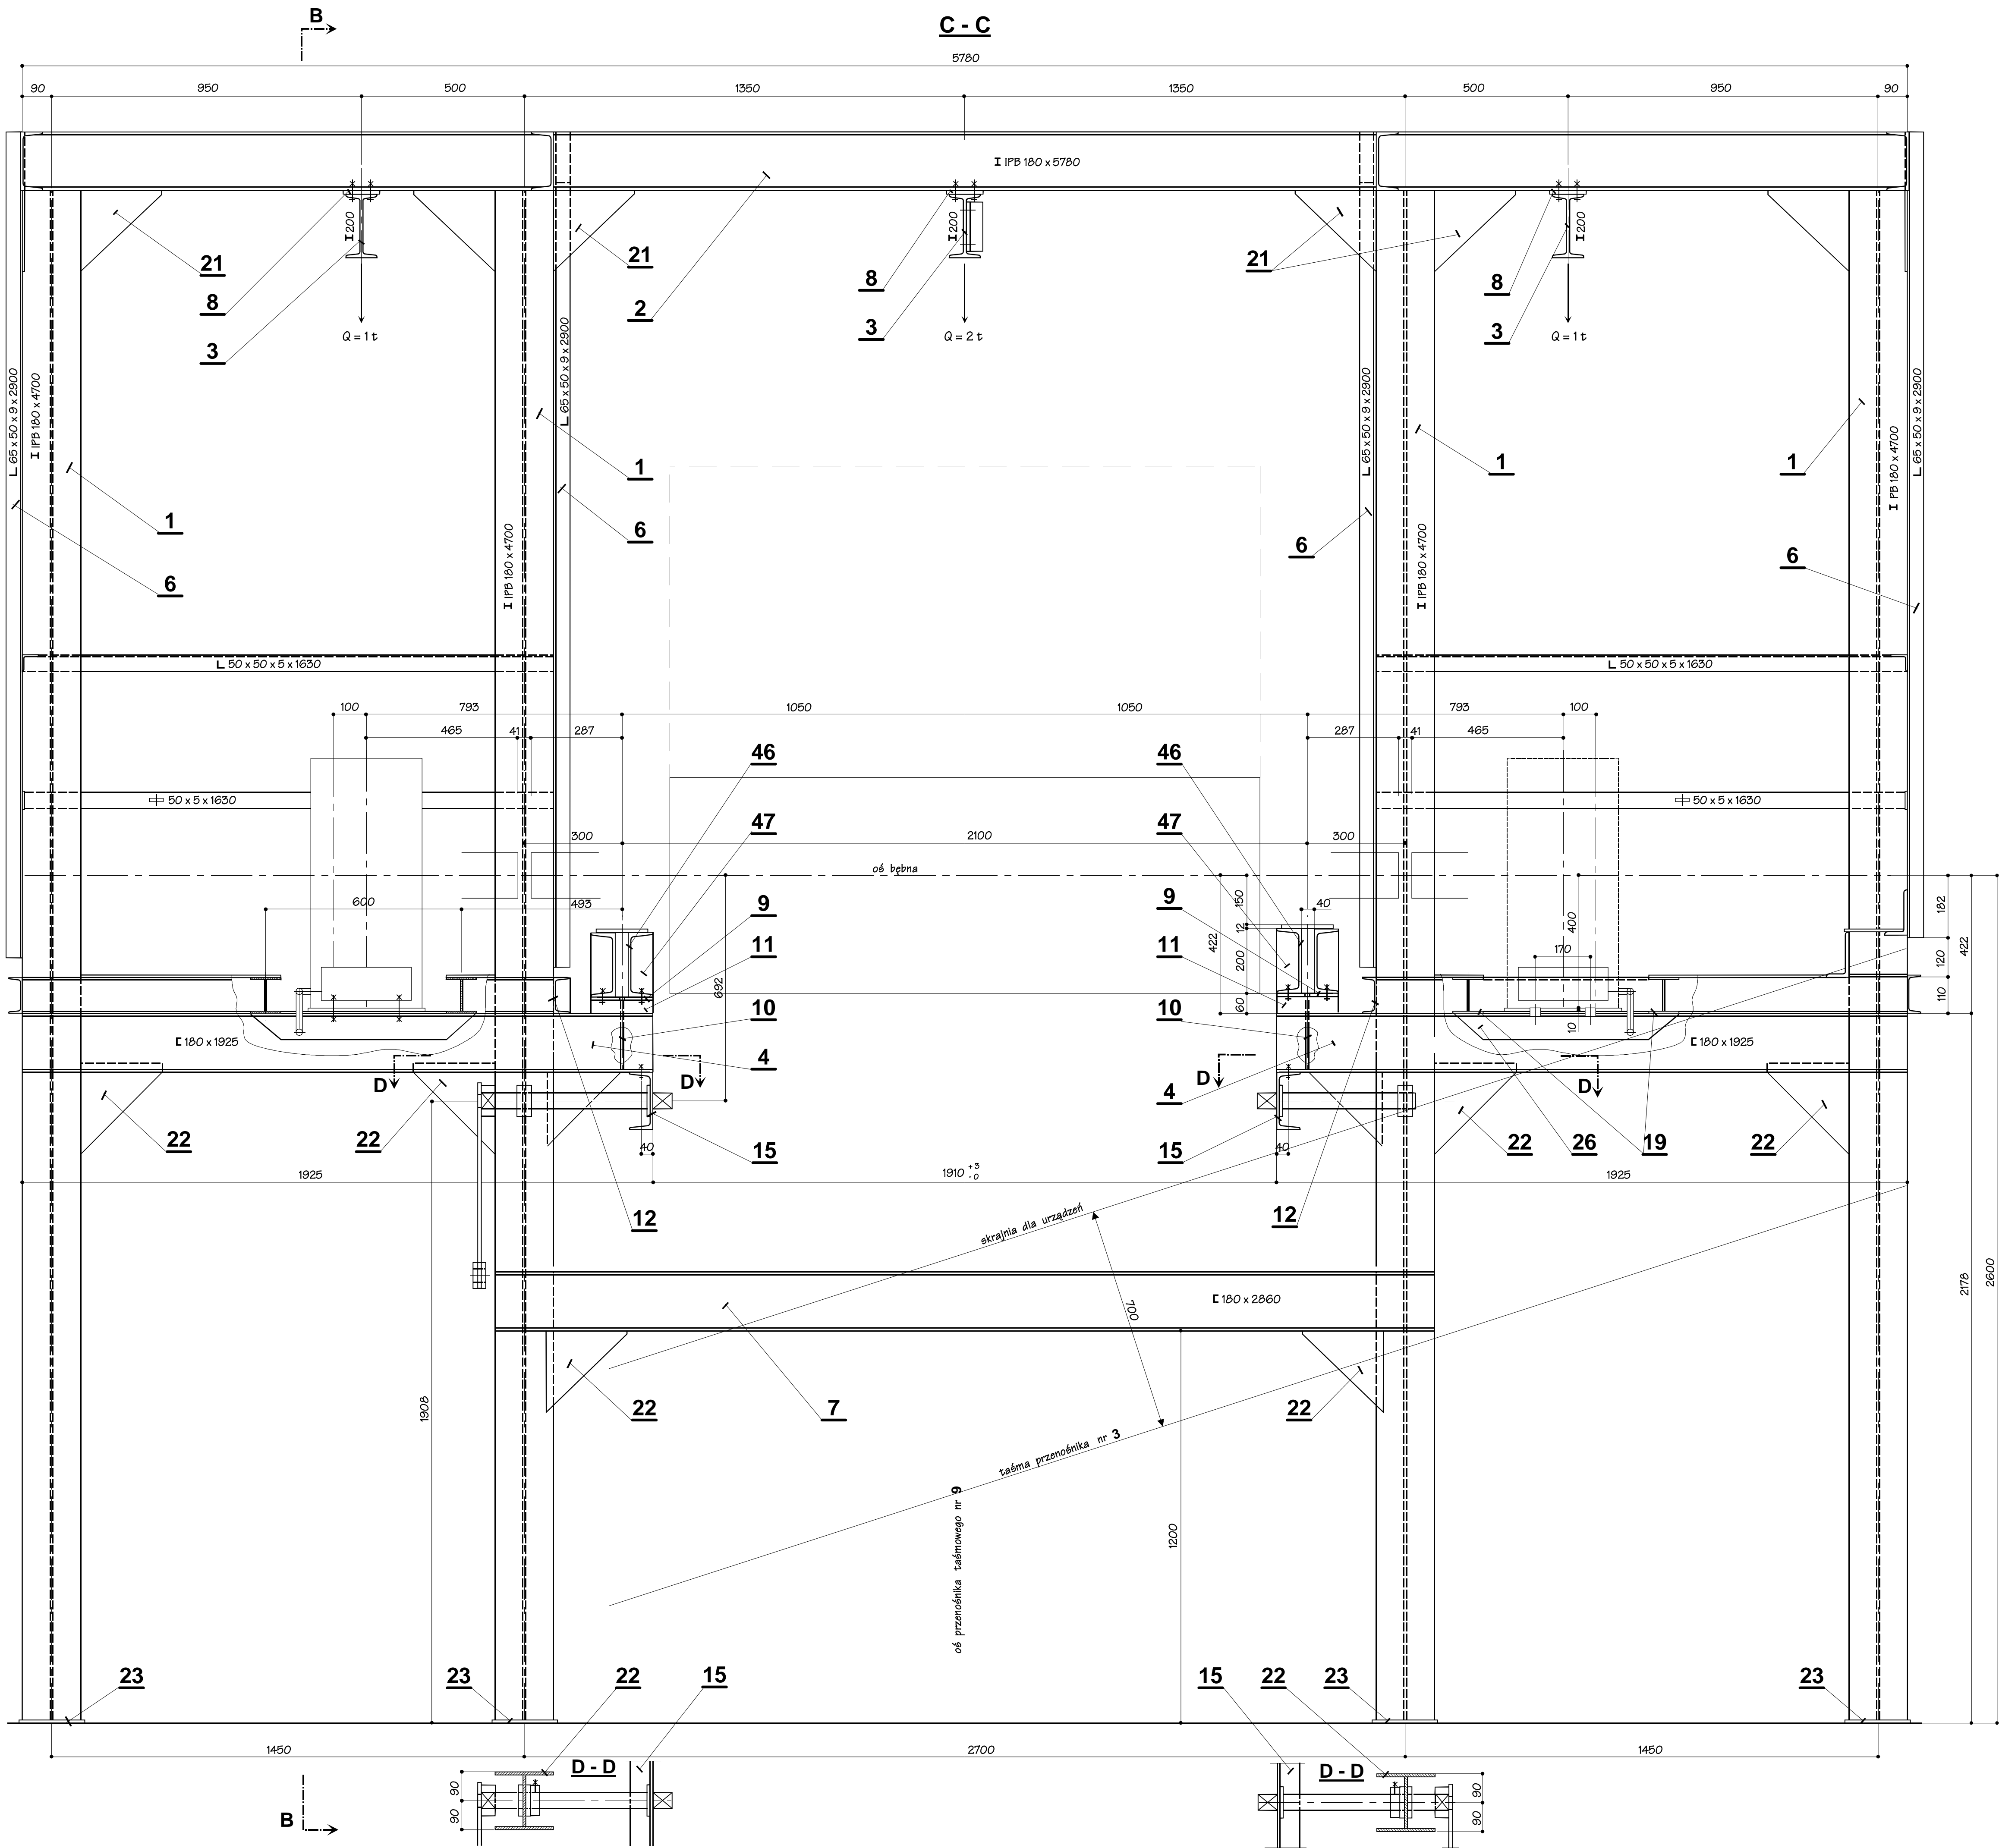 B
C - C
5780
90 950 500 1350 1350 500 950 90
I IPB 180 x 5780
I 200 I 200 I 200
21 21 21
8 8 8
2
3 3 3
Q = 1 t Q = 2 t Q = 1 t
L 65 x 50 x 9 x 2900
I IPB 180 x 4700
L 65 x 50 x 9 x 2900
L 65 x 50 x 9 x 2900
I PB 180 x 4700
L 65 x 50 x 9 x 2900
1 1 1 1
6 6 6 6
I IPB 180 x 4700
I IPB 180 x 4700
L 50 x 50 x 5 x 1630 L 50 x 50 x 5 x 1630
100 793 1050 1050 793 100
465 41 287 287 41 465
46 46
50 x 5 x 1630 50 x 5 x 1630
47 47
300 2100 300
oś bębna
600 493
9 9
40
150
12
200
60
422
400
170
10
182
120
110
422
11 11
692
10 10
[ 180 x 1925 [ 180 x 1925
4 4
D D D D
22 22 15 15 22 26 19 22
40 40
1925 1910 +3 -0 1925
12 12
skrajnia dla urządzeń
[ 180 x 2860
700
2178
2600
1908
22 7 22
taśma przenośnika nr 3
oś przenośnika taśmowego nr 9
1200
23 23 22 15 15 22 23 23
1450 2700 1450
D - D D - D
90
90
90
90
B